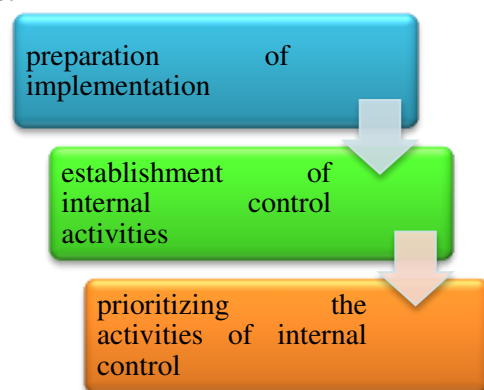 preparation of
implementation
establishment of
internal control
activities
prioritizing the
activities of internal
control